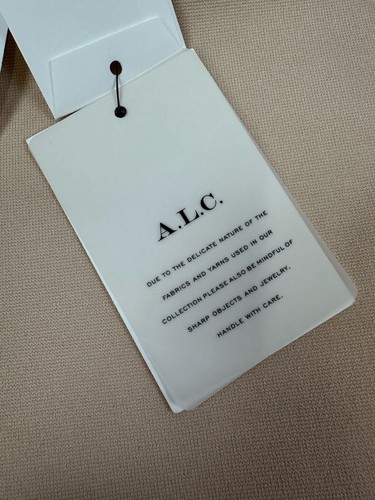 A.L.C.
DUE TO THE DELICATE NATURE OF THE
FABRICS AND YARNS USED IN OUR
COLLECTION PLEASE ALSO BE MINDFUL OF
SHARP OBJECTS AND JEWELRY.
HANDLE WITH CARE.